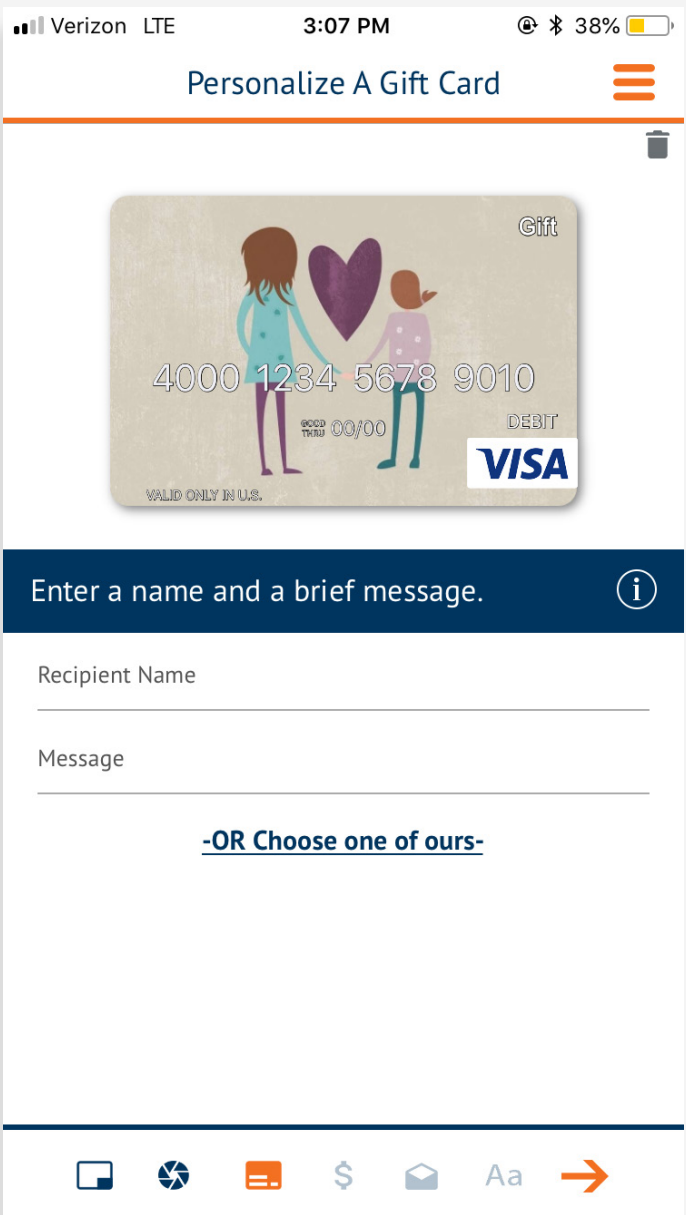 Verizon LTE 3:07 PM 38%
Personalize A Gift Card
Gift
4000 1234 5678 9010
GOOD THRU 00/00
DEBIT
VISA
VALID ONLY IN U.S.
Enter a name and a brief message. i
Recipient Name
Message
-OR Choose one of ours-
$ Aa